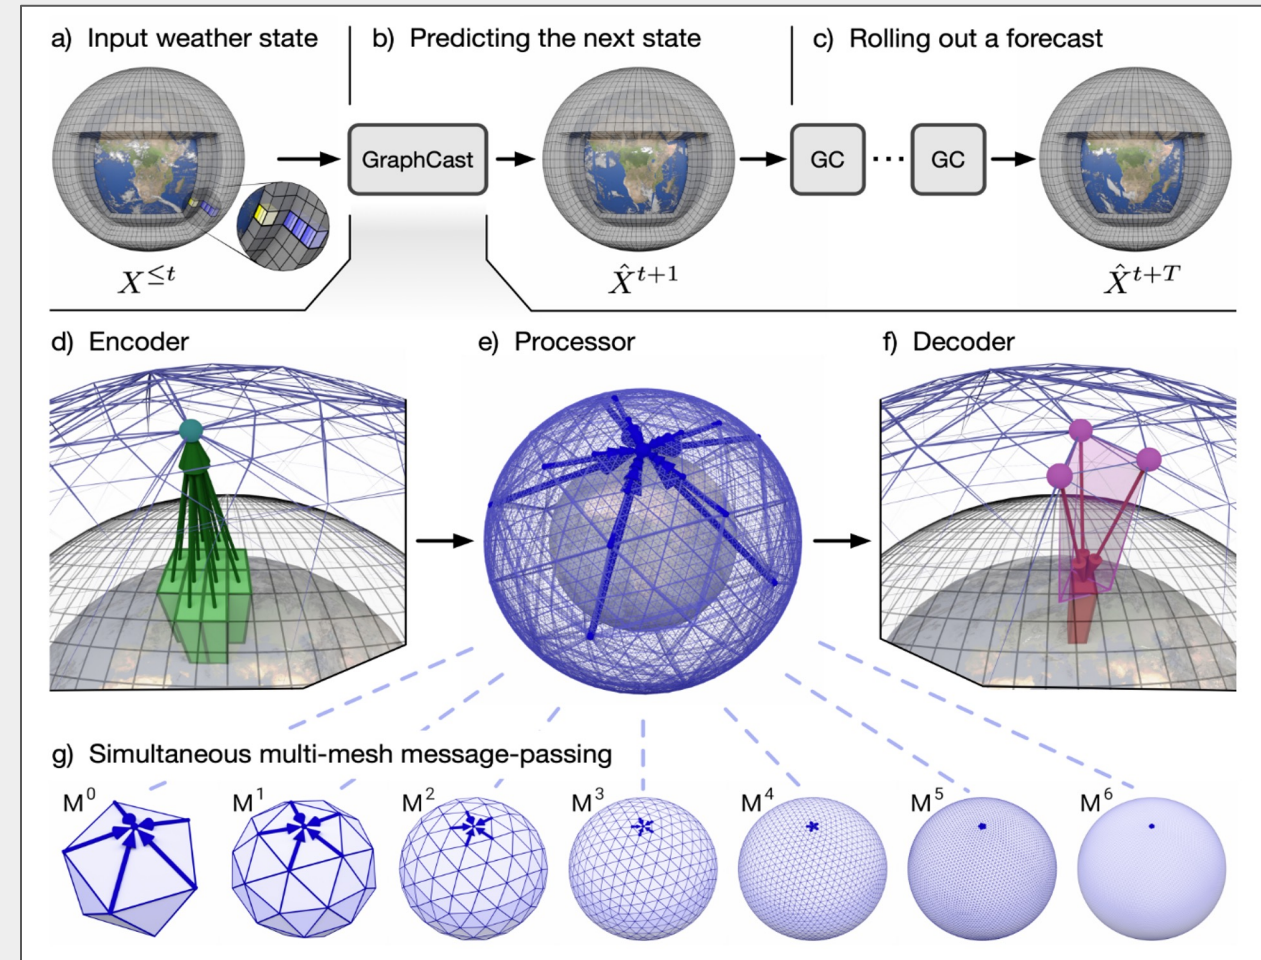 a) Input weather state
b) Predicting the next state
c) Rolling out a forecast
GraphCast
GC
...
GC
X^{≤t}
X̂^{t+1}
X̂^{t+T}
d) Encoder
e) Processor
f) Decoder
g) Simultaneous multi-mesh message-passing
M^0
M^1
M^2
M^3
M^4
M^5
M^6